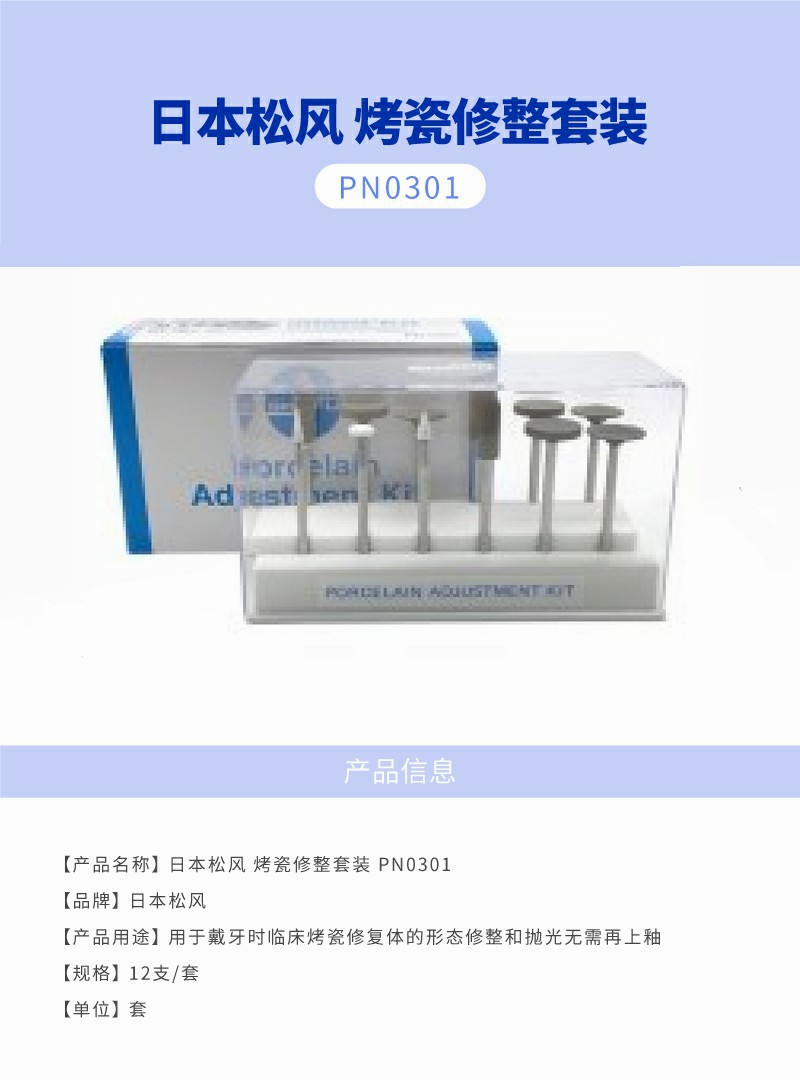 日本松风 烤瓷修整套装
PN0301
Porcelain
Adjustment Kit
PORCELAIN ADJUSTMENT KIT
产品信息
【产品名称】日本松风 烤瓷修整套装 PN0301
【品牌】日本松风
【产品用途】用于戴牙时临床烤瓷修复体的形态修整和抛光无需再上釉
【规格】12支/套
【单位】套